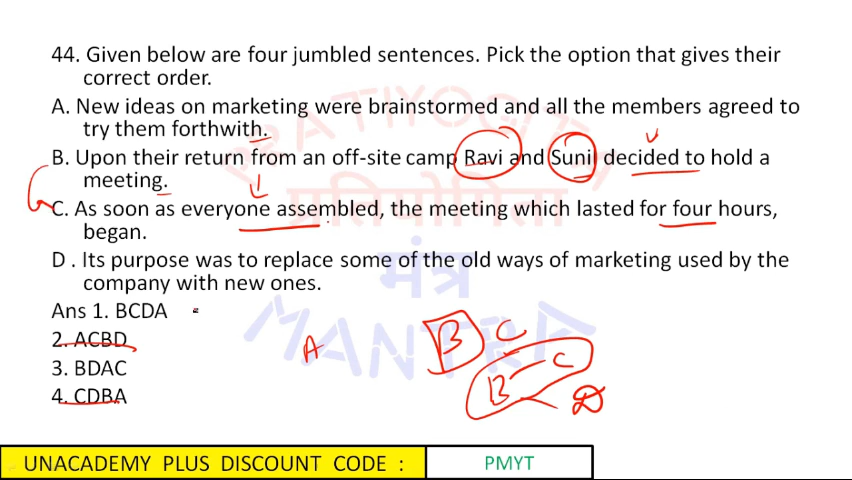 44. Given below are four jumbled sentences. Pick the option that gives their
correct order.
A. New ideas on marketing were brainstormed and all the members agreed to
try them forthwith.
B. Upon their return from an off-site camp Ravi and Sunil decided to hold a
meeting.
C. As soon as everyone assembled, the meeting which lasted for four hours,
began.
D . Its purpose was to replace some of the old ways of marketing used by the
company with new ones.
Ans 1. BCDA
2. ACBD
3. BDAC
4. CDBA
A B C
B C D
PRATIYOGITA
प्रतियोगिता
मंत्र
MANTRA
UNACADEMY PLUS DISCOUNT CODE : PMYT